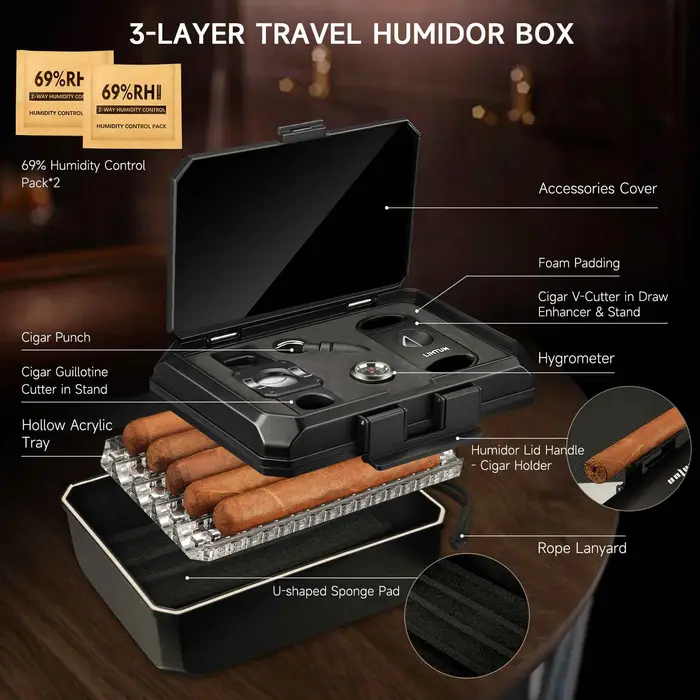 3-LAYER TRAVEL HUMIDOR BOX
69%RH
2-WAY HUMIDITY CONTROL
HUMIDITY CONTROL
69%RH
2-WAY HUMIDITY CONTROL
HUMIDITY CONTROL PACK
69% Humidity Control
Pack*2
Accessories Cover
Foam Padding
Cigar V-Cutter in Draw
Enhancer & Stand
Cigar Punch
LIHTUN
Hygrometer
Cigar Guillotine
Cutter in Stand
Hollow Acrylic
Tray
Humidor Lid Handle
- Cigar Holder
Rope Lanyard
U-shaped Sponge Pad